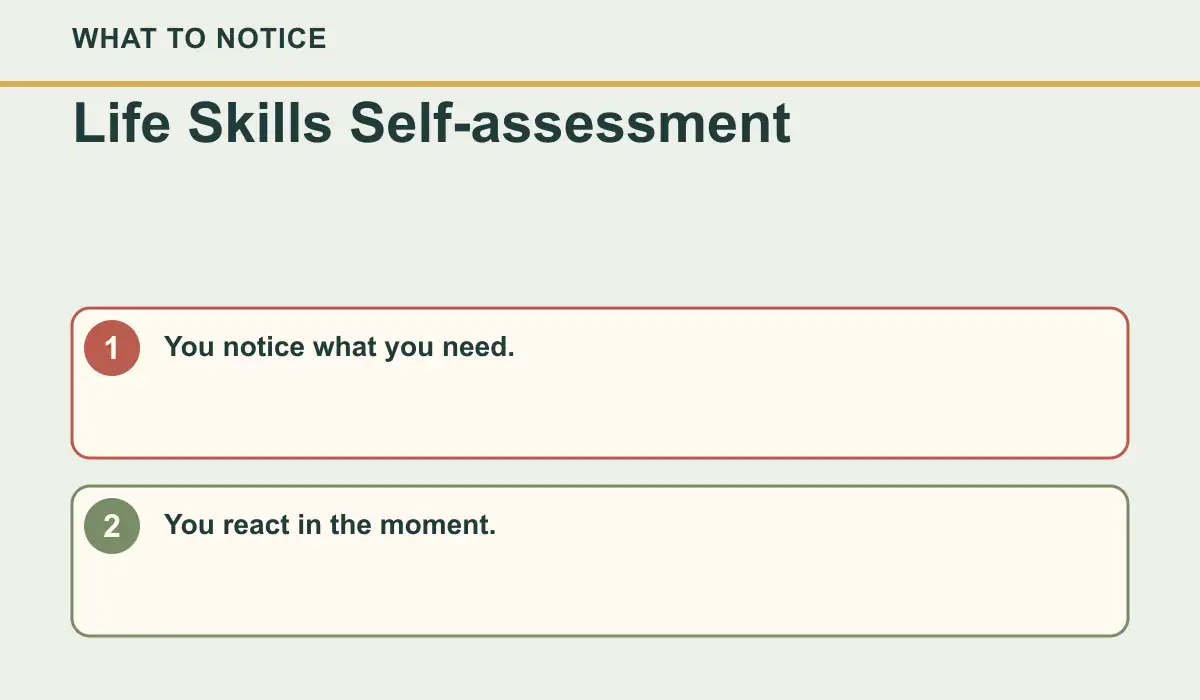 WHAT TO NOTICE
Life Skills Self-assessment
1
You notice what you need.
2
You react in the moment.